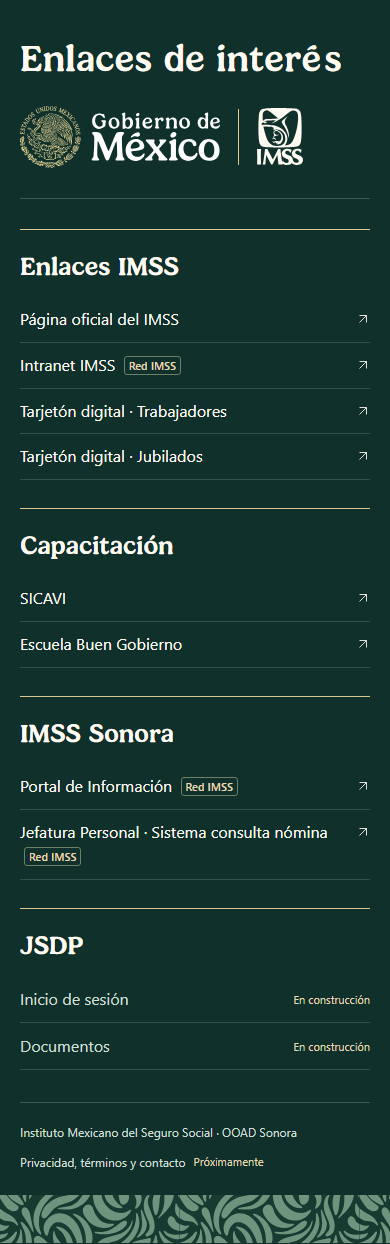 Enlaces de interés
ESTADOS UNIDOS MEXICANOS
Gobierno de
México
IMSS
Enlaces IMSS
Página oficial del IMSS
Intranet IMSS Red IMSS
Tarjetón digital · Trabajadores
Tarjetón digital · Jubilados
Capacitación
SICAVI
Escuela Buen Gobierno
IMSS Sonora
Portal de Información Red IMSS
Jefatura Personal · Sistema consulta nómina
Red IMSS
JSDP
Inicio de sesión En construcción
Documentos En construcción
Instituto Mexicano del Seguro Social · OOAD Sonora
Privacidad, términos y contacto Próximamente